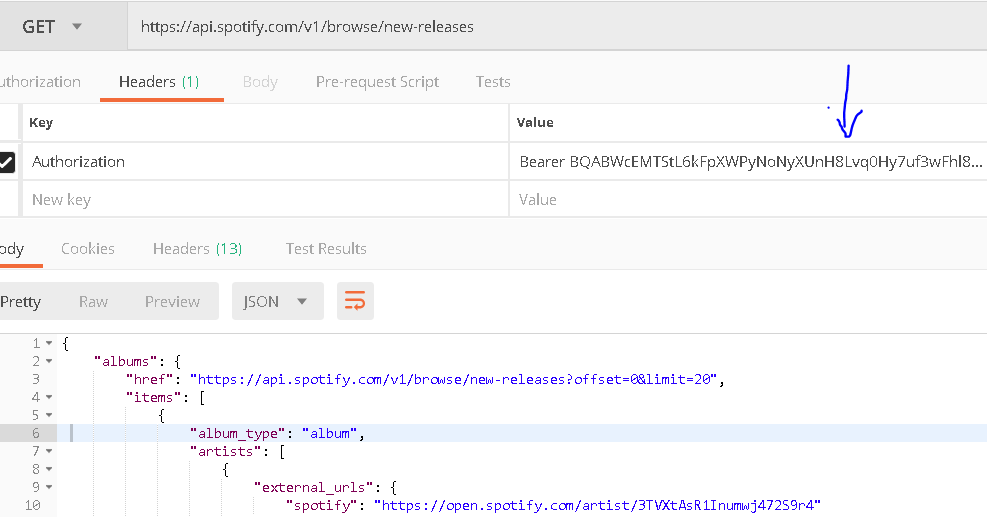 GET https://api.spotify.com/v1/browse/new-releases
uthorization Headers (1) Body Pre-request Script Tests
Key Value
Authorization Bearer BQABWcEMTStL6kFpXWPyNoNyXUnH8Lvq0Hy7uf3wFhl8...
New key Value
ody Cookies Headers (13) Test Results
Pretty Raw Preview JSON
1 {
2 "albums": {
3 "href": "https://api.spotify.com/v1/browse/new-releases?offset=0&limit=20",
4 "items": [
5 {
6 "album_type": "album",
7 "artists": [
8 {
9 "external_urls": {
10 "spotify": "https://open.spotify.com/artist/3TVXtAsR1Inumwj472S9r4"